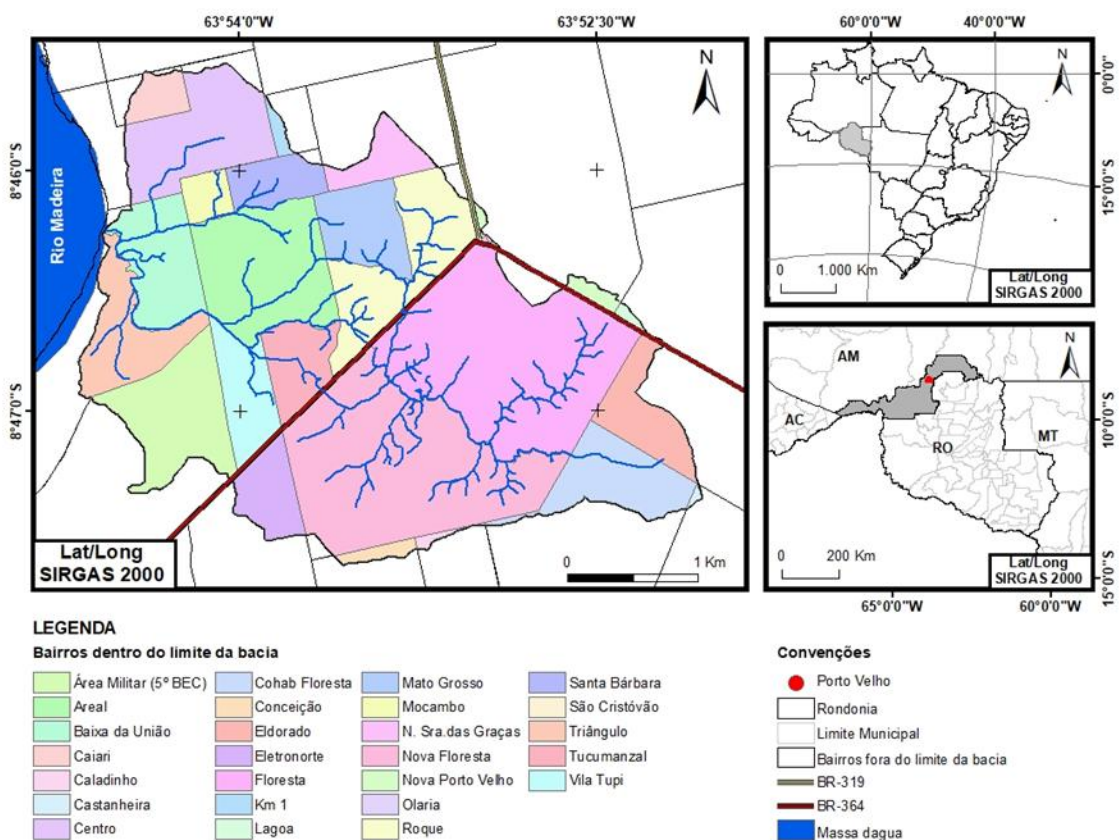 63°54'0"W
63°52'30"W
8°46'0"S
8°47'0"S
Rio Madeira
N
Lat/Long
SIRGAS 2000
0
1 Km
60°0'0"W
40°0'0"W
0°0'0"
15°0'0"S
N
0
1.000 Km
Lat/Long
SIRGAS 2000
AM
AC
RO
MT
N
10°0'0"S
15°0'0"S
0
200 Km
Lat/Long
SIRGAS 2000
65°0'0"W
60°0'0"W
LEGENDA
Bairros dentro do limite da bacia
Área Militar (5º BEC)
Areal
Baixa da União
Caiari
Caladinho
Castanheira
Centro
Cohab Floresta
Conceição
Eldorado
Eletronorte
Floresta
Km 1
Lagoa
Mato Grosso
Mocambo
N. Sra.das Graças
Nova Floresta
Nova Porto Velho
Olaria
Roque
Santa Bárbara
São Cristóvão
Triângulo
Tucumanzal
Vila Tupi
Convenções
Porto Velho
Rondonia
Limite Municipal
Bairros fora do limite da bacia
BR-319
BR-364
Massa dagua